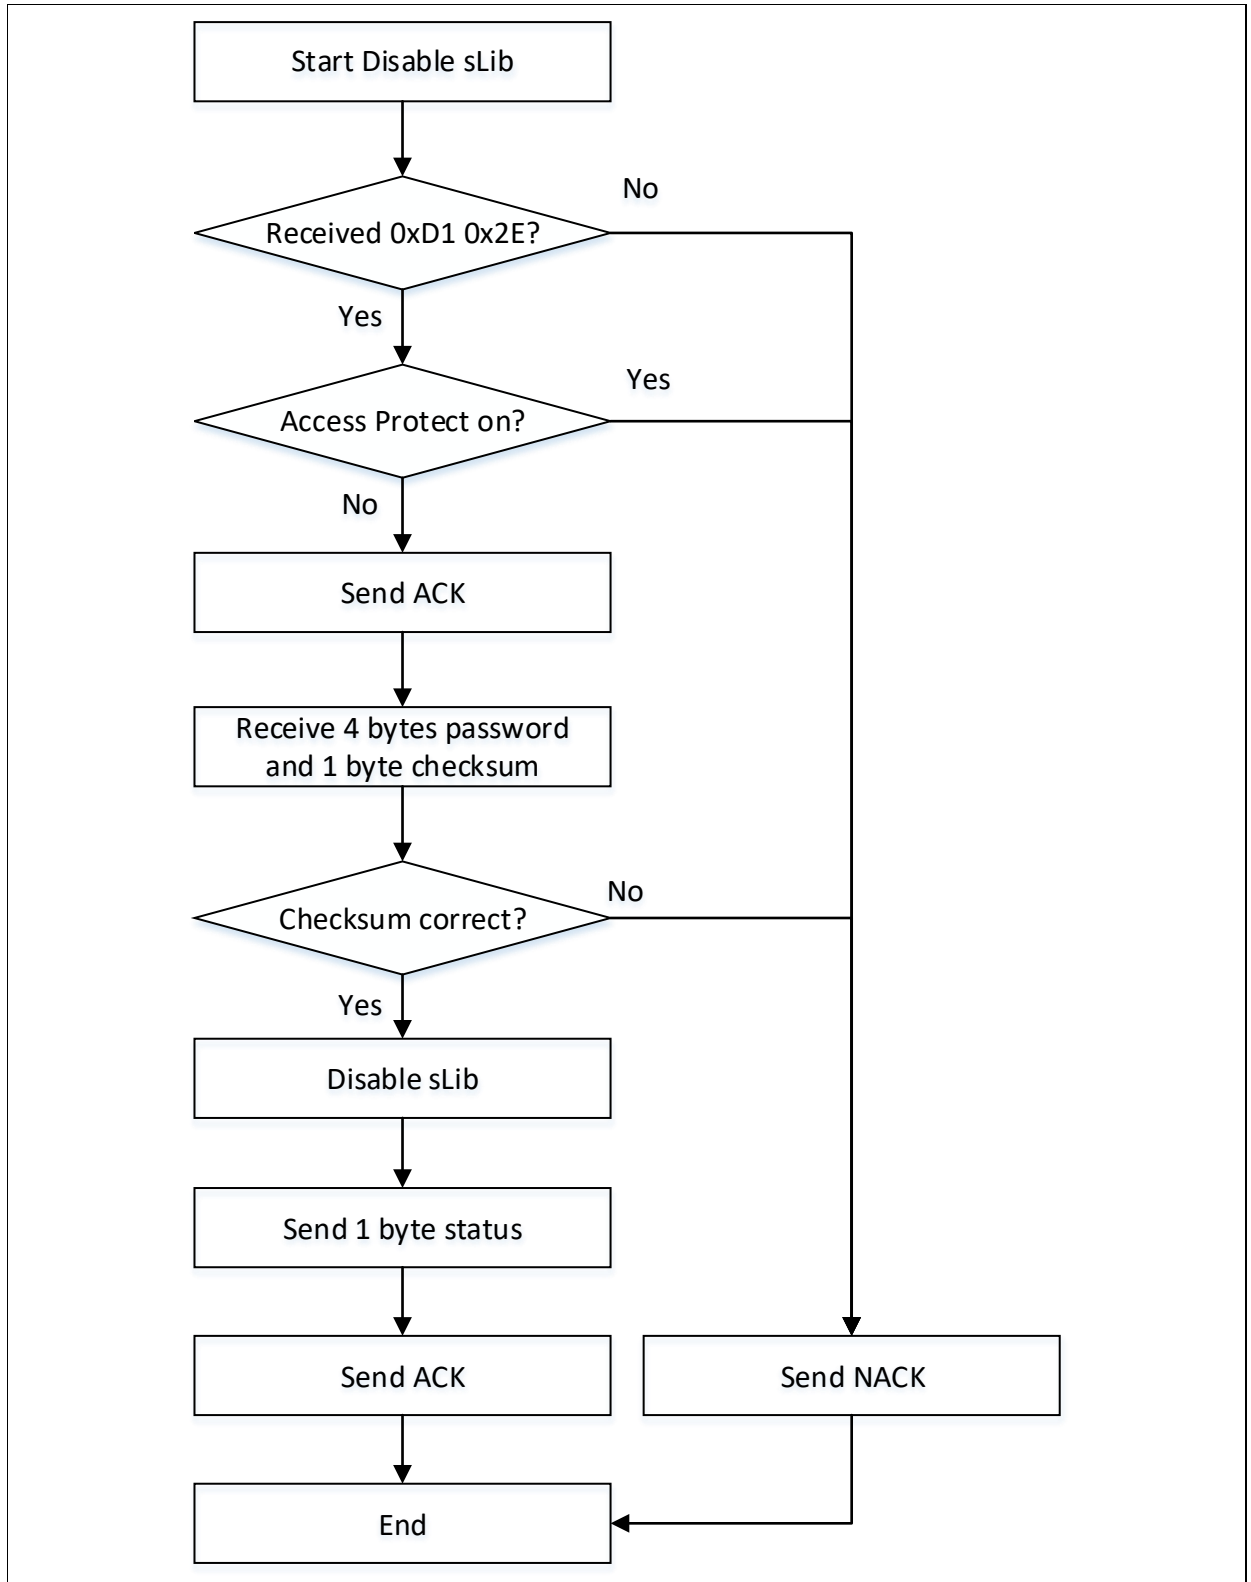 Start Disable sLib
No
Received 0xD1 0x2E?
Yes
Yes
Access Protect on?
No
Send ACK
Receive 4 bytes password
and 1 byte checksum
No
Checksum correct?
Yes
Disable sLib
Send 1 byte status
Send ACK
Send NACK
End